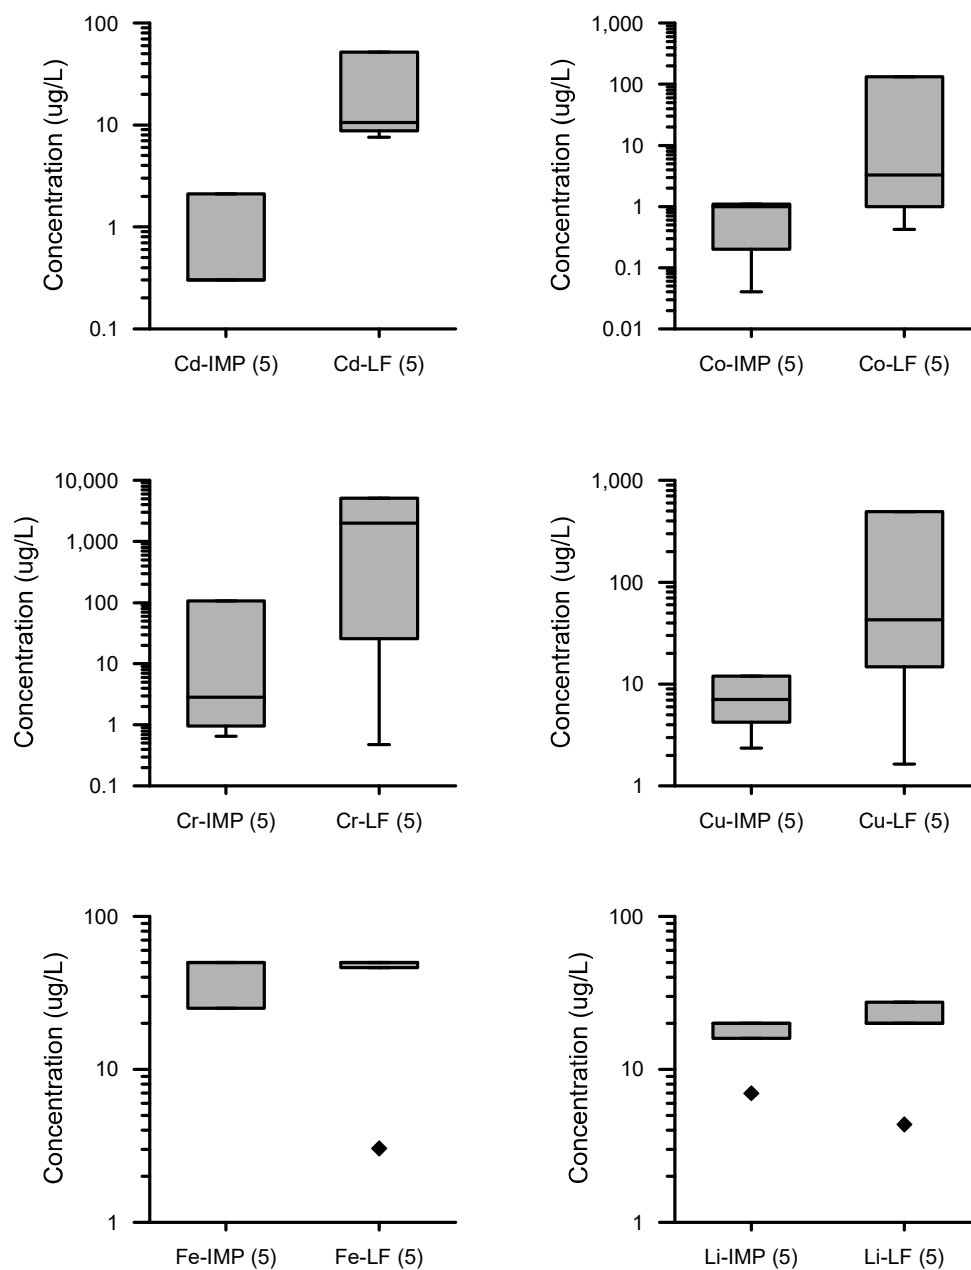 Concentration (ug/L)
100
10
1
0.1
Cd-IMP (5)
Cd-LF (5)
Concentration (ug/L)
1,000
100
10
1
0.1
0.01
Co-IMP (5)
Co-LF (5)
Concentration (ug/L)
10,000
1,000
100
10
1
0.1
Cr-IMP (5)
Cr-LF (5)
Concentration (ug/L)
1,000
100
10
1
Cu-IMP (5)
Cu-LF (5)
Concentration (ug/L)
100
10
1
Fe-IMP (5)
Fe-LF (5)
Concentration (ug/L)
100
10
1
Li-IMP (5)
Li-LF (5)